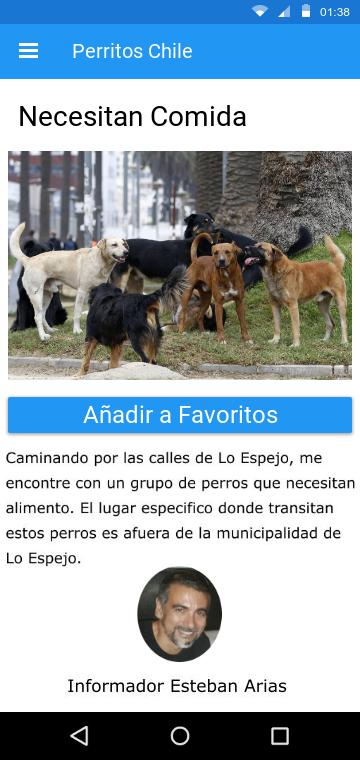 01:38
Perritos Chile
Necesitan Comida
Añadir a Favoritos
Caminando por las calles de Lo Espejo, me
encontre con un grupo de perros que necesitan
alimento. El lugar especifico donde transitan
estos perros es afuera de la municipalidad de
Lo Espejo.
Informador Esteban Arias